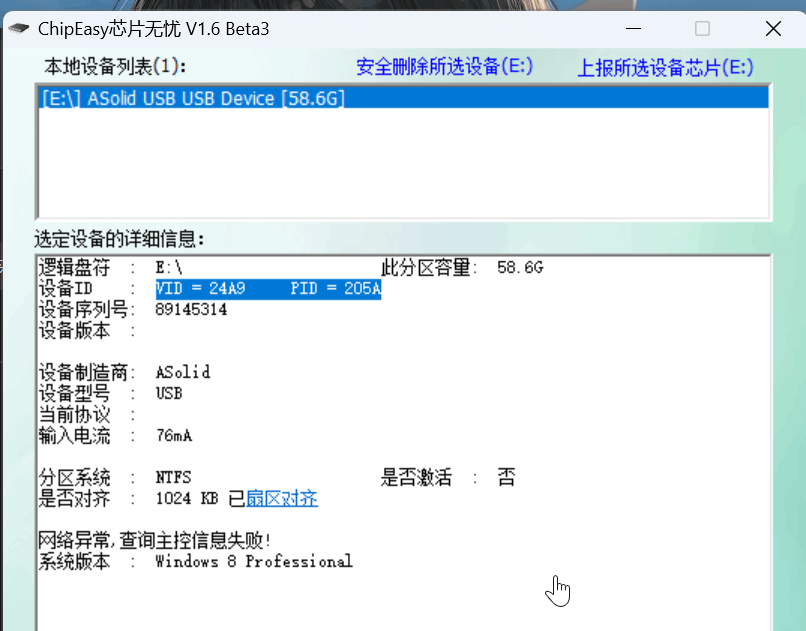 ChipEasy芯片无忧 V1.6 Beta3
本地设备列表(1): 安全删除所选设备(E:) 上报所选设备芯片(E:)
[E:\] ASolid USB USB Device [58.6G]
选定设备的详细信息:
逻辑盘符 : E:\ 此分区容量: 58.6G
设备ID : VID = 24A9 PID = 205A
设备序列号: 89145314
设备版本 :
设备制造商: ASolid
设备型号 : USB
当前协议 :
输入电流 : 76mA
分区系统 : NTFS 是否激活 : 否
是否对齐 : 1024 KB 已扇区对齐
网络异常,查询主控信息失败!
系统版本 : Windows 8 Professional